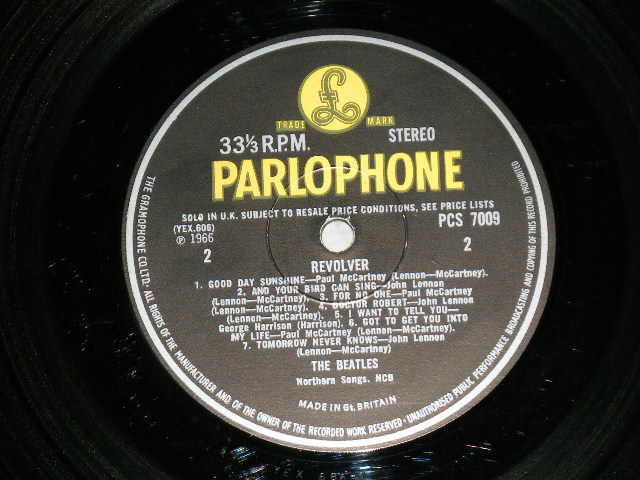 £
TRADE MARK
33⅓ R.P.M. STEREO
PARLOPHONE
SOLD IN U.K. SUBJECT TO RESALE PRICE CONDITIONS, SEE PRICE LISTS
(YEX.606) PCS 7009
℗ 1966
2 2
REVOLVER
1. GOOD DAY SUNSHINE—Paul McCartney (Lennon—McCartney).
2. AND YOUR BIRD CAN SING—John Lennon
(Lennon—McCartney). 3. FOR NO ONE—Paul McCartney
(Lennon—McCartney). 4. DOCTOR ROBERT—John Lennon
(Lennon—McCartney). 5. I WANT TO TELL YOU—
George Harrison (Harrison). 6. GOT TO GET YOU INTO
MY LIFE—Paul McCartney (Lennon—McCartney).
7. TOMORROW NEVER KNOWS—John Lennon
(Lennon—McCartney)
THE BEATLES
Northern Songs. NCB
MADE IN Gt. BRITAIN
THE GRAMOPHONE CO. LTD. ALL RIGHTS OF THE MANUFACTURER AND OF THE OWNER OF THE RECORDED WORK RESERVED · UNAUTHORISED PUBLIC PERFORMANCE BROADCASTING AND COPYING OF THIS RECORD PROHIBITED